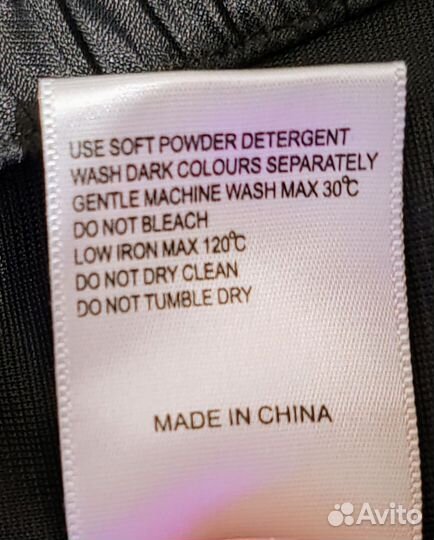 USE SOFT POWDER DETERGENT
WASH DARK COLOURS SEPARATELY
GENTLE MACHINE WASH MAX 30℃
DO NOT BLEACH
LOW IRON MAX 120℃
DO NOT DRY CLEAN
DO NOT TUMBLE DRY
MADE IN CHINA
Avito